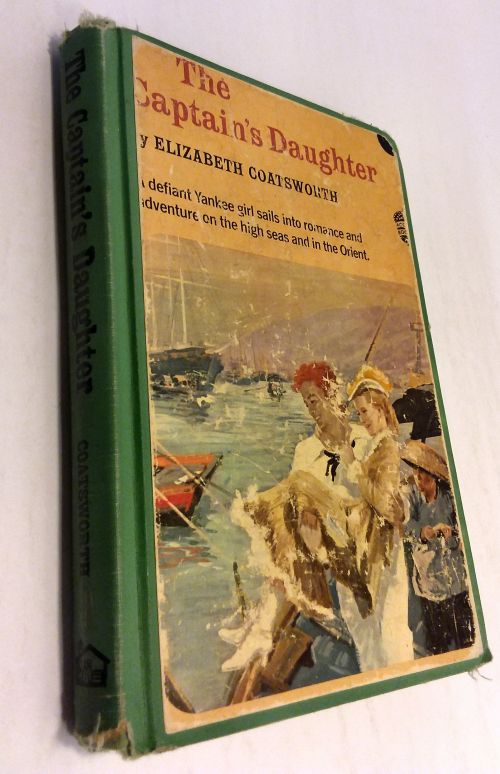 The Captain's Daughter
COATSWORTH
The
Captain's Daughter
y ELIZABETH COATSWORTH
defiant Yankee girl sails into romance and
adventure on the high seas and in the Orient.